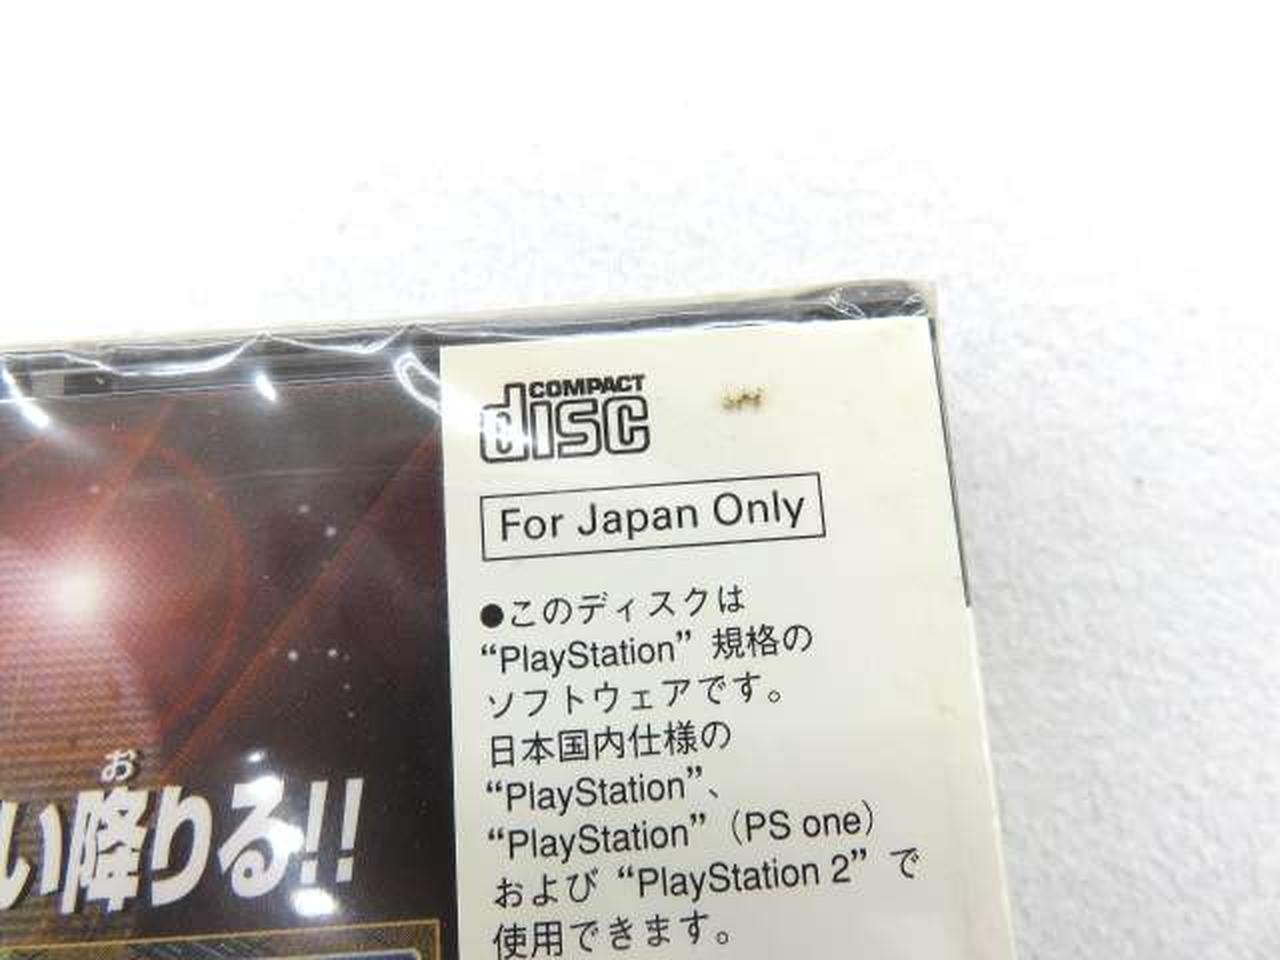 COMPACT
disc
For Japan Only
●このディスクは
“PlayStation” 規格の
ソフトウェアです。
日本国内仕様の
“PlayStation”、
“PlayStation”（PS one）
および “PlayStation 2” で
使用できます。
お
い降りる!!